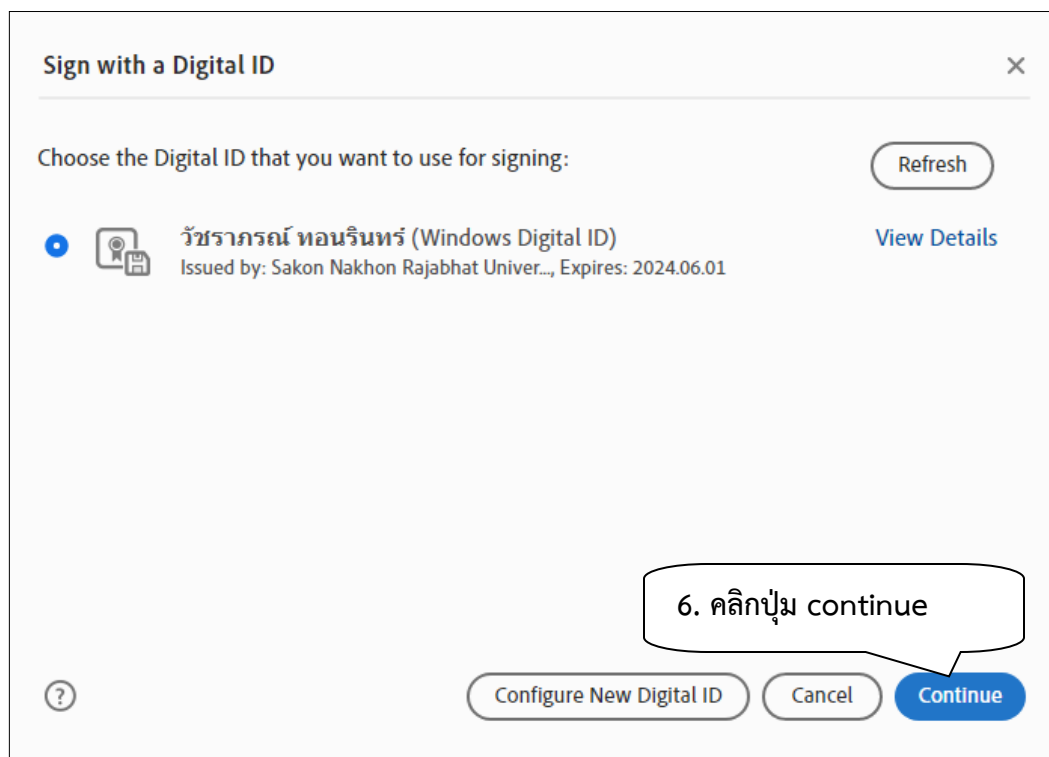 Sign with a Digital ID
Choose the Digital ID that you want to use for signing:
Refresh
วัชราภรณ์ ทอนรินทร์ (Windows Digital ID)
View Details
Issued by: Sakon Nakhon Rajabhat Univer..., Expires: 2024.06.01
6. คลิกปุ่ม continue
?
Configure New Digital ID
Cancel
Continue